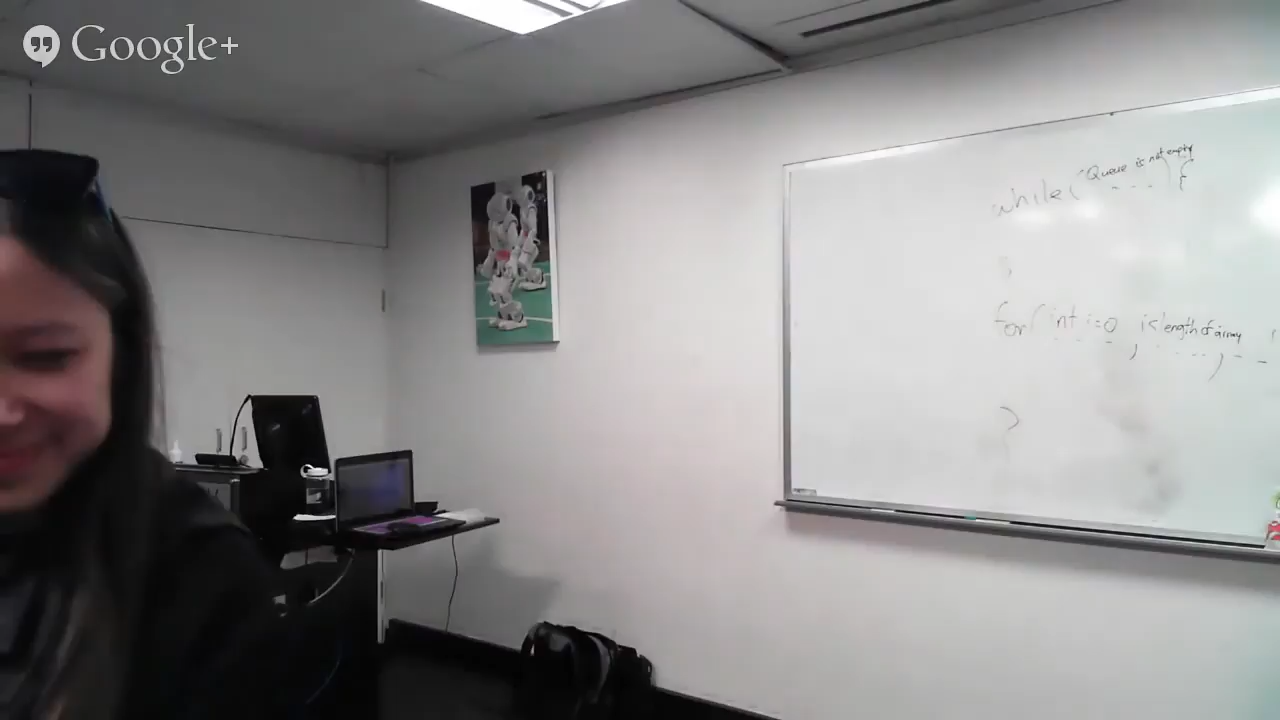 Google+
Queue is not empty
while( . . . ) {
}
for( int i=0, i<length of array
}